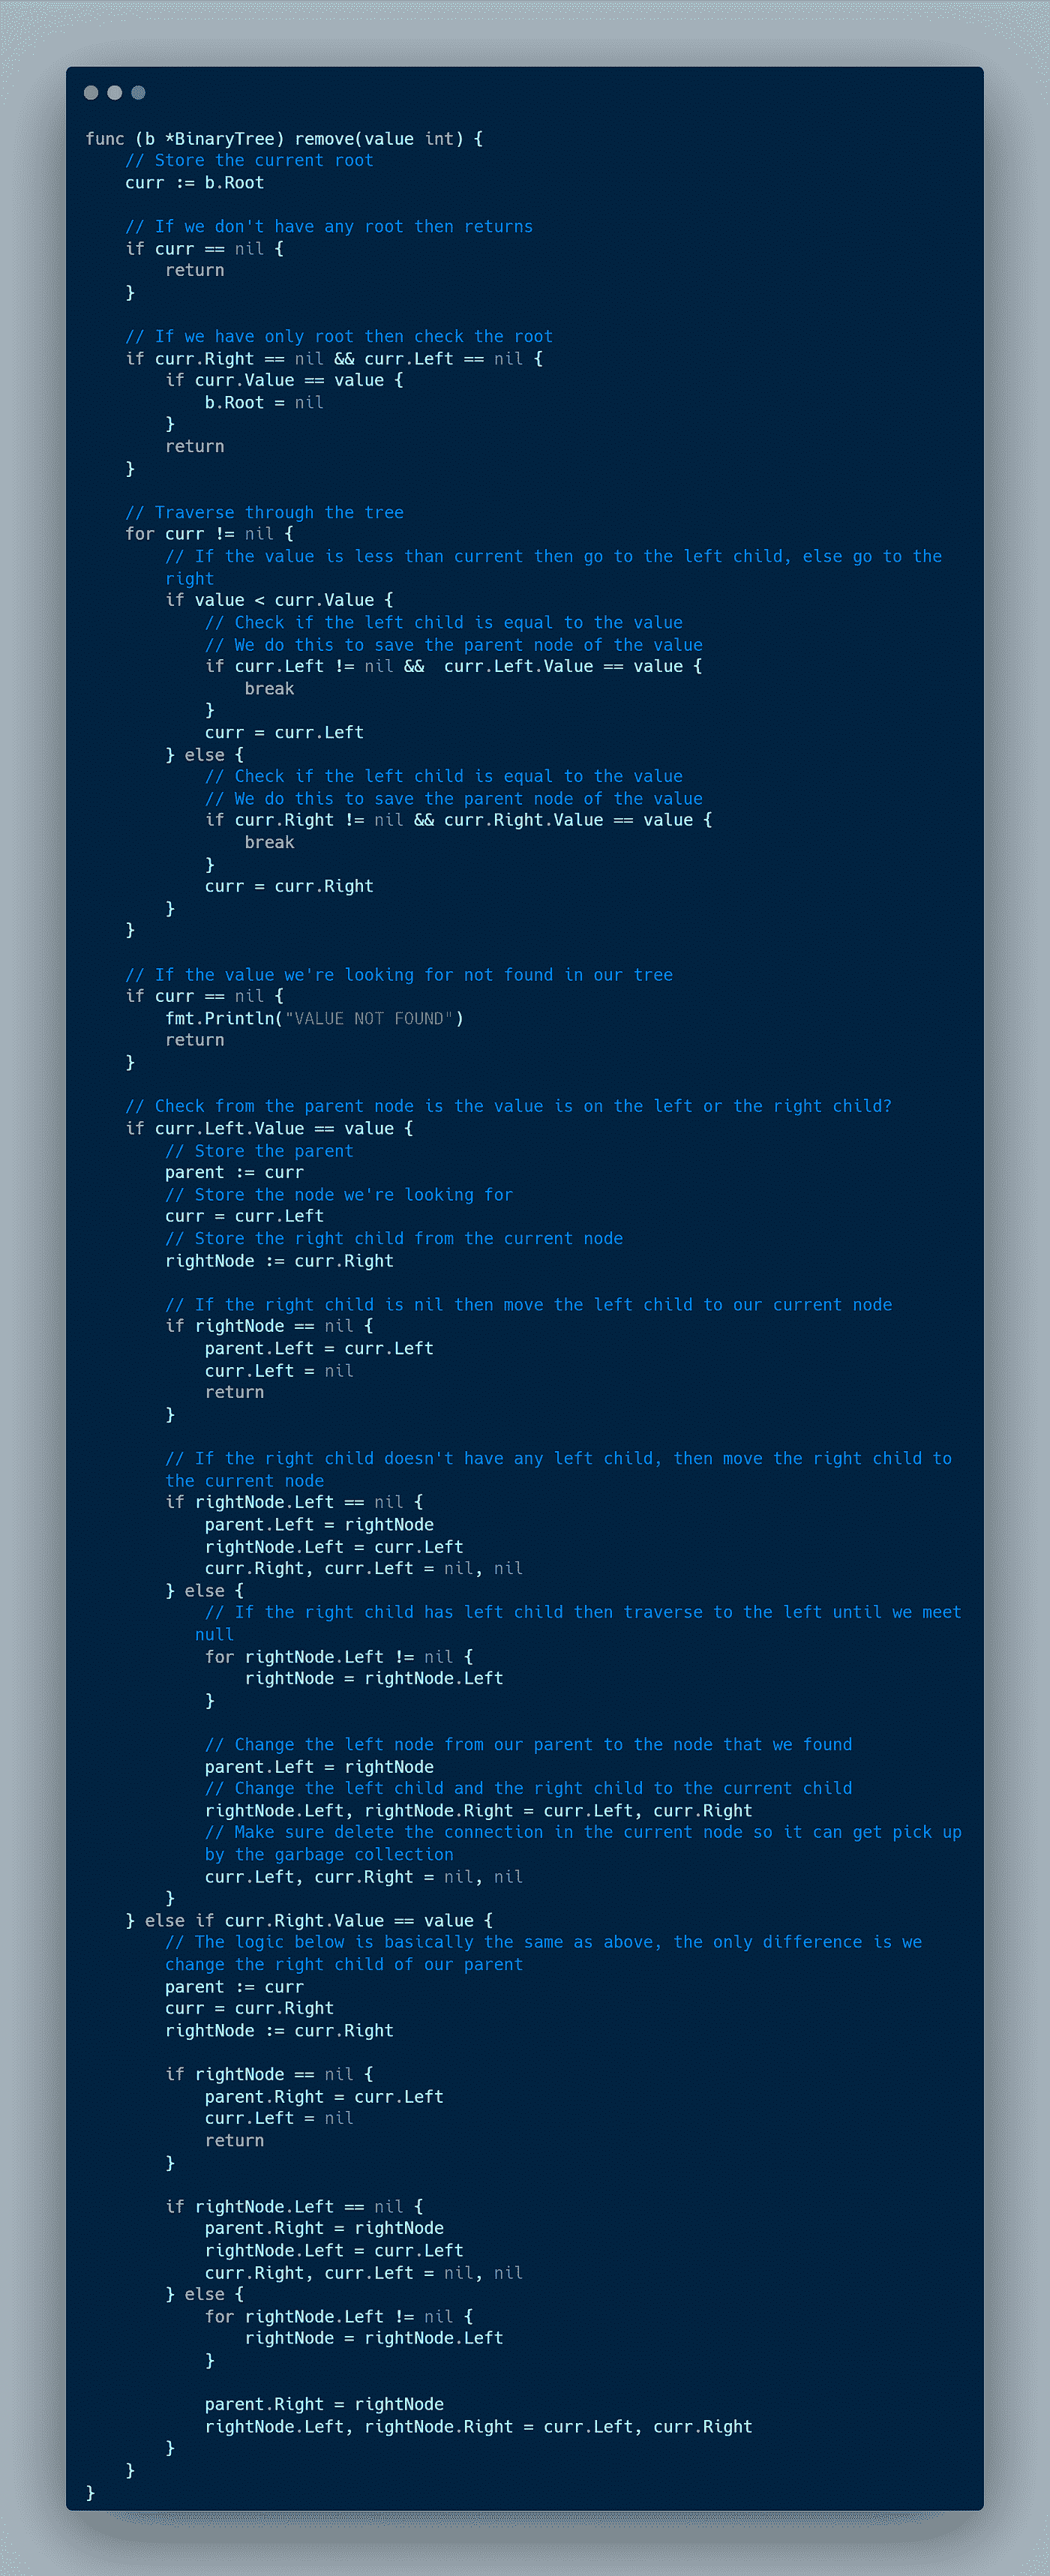 func (b *BinaryTree) remove(value int) {
    // Store the current root
    curr := b.Root

    // If we don't have any root then returns
    if curr == nil {
        return
    }

    // If we have only root then check the root
    if curr.Right == nil && curr.Left == nil {
        if curr.Value == value {
            b.Root = nil
        }
        return
    }

    // Traverse through the tree
    for curr != nil {
        // If the value is less than current then go to the left child, else go to the
        right
        if value < curr.Value {
            // Check if the left child is equal to the value
            // We do this to save the parent node of the value
            if curr.Left != nil &&  curr.Left.Value == value {
                break
            }
            curr = curr.Left
        } else {
            // Check if the left child is equal to the value
            // We do this to save the parent node of the value
            if curr.Right != nil && curr.Right.Value == value {
                break
            }
            curr = curr.Right
        }
    }

    // If the value we're looking for not found in our tree
    if curr == nil {
        fmt.Println("VALUE NOT FOUND")
        return
    }

    // Check from the parent node is the value is on the left or the right child?
    if curr.Left.Value == value {
        // Store the parent
        parent := curr
        // Store the node we're looking for
        curr = curr.Left
        // Store the right child from the current node
        rightNode := curr.Right

        // If the right child is nil then move the left child to our current node
        if rightNode == nil {
            parent.Left = curr.Left
            curr.Left = nil
            return
        }

        // If the right child doesn't have any left child, then move the right child to
        the current node
        if rightNode.Left == nil {
            parent.Left = rightNode
            rightNode.Left = curr.Left
            curr.Right, curr.Left = nil, nil
        } else {
            // If the right child has left child then traverse to the left until we meet
           null
            for rightNode.Left != nil {
                rightNode = rightNode.Left
            }

            // Change the left node from our parent to the node that we found
            parent.Left = rightNode
            // Change the left child and the right child to the current child
            rightNode.Left, rightNode.Right = curr.Left, curr.Right
            // Make sure delete the connection in the current node so it can get pick up
            by the garbage collection
            curr.Left, curr.Right = nil, nil
        }
    } else if curr.Right.Value == value {
        // The logic below is basically the same as above, the only difference is we
        change the right child of our parent
        parent := curr
        curr = curr.Right
        rightNode := curr.Right

        if rightNode == nil {
            parent.Right = curr.Left
            curr.Left = nil
            return
        }

        if rightNode.Left == nil {
            parent.Right = rightNode
            rightNode.Left = curr.Left
            curr.Right, curr.Left = nil, nil
        } else {
            for rightNode.Left != nil {
                rightNode = rightNode.Left
            }

            parent.Right = rightNode
            rightNode.Left, rightNode.Right = curr.Left, curr.Right
        }
    }
}